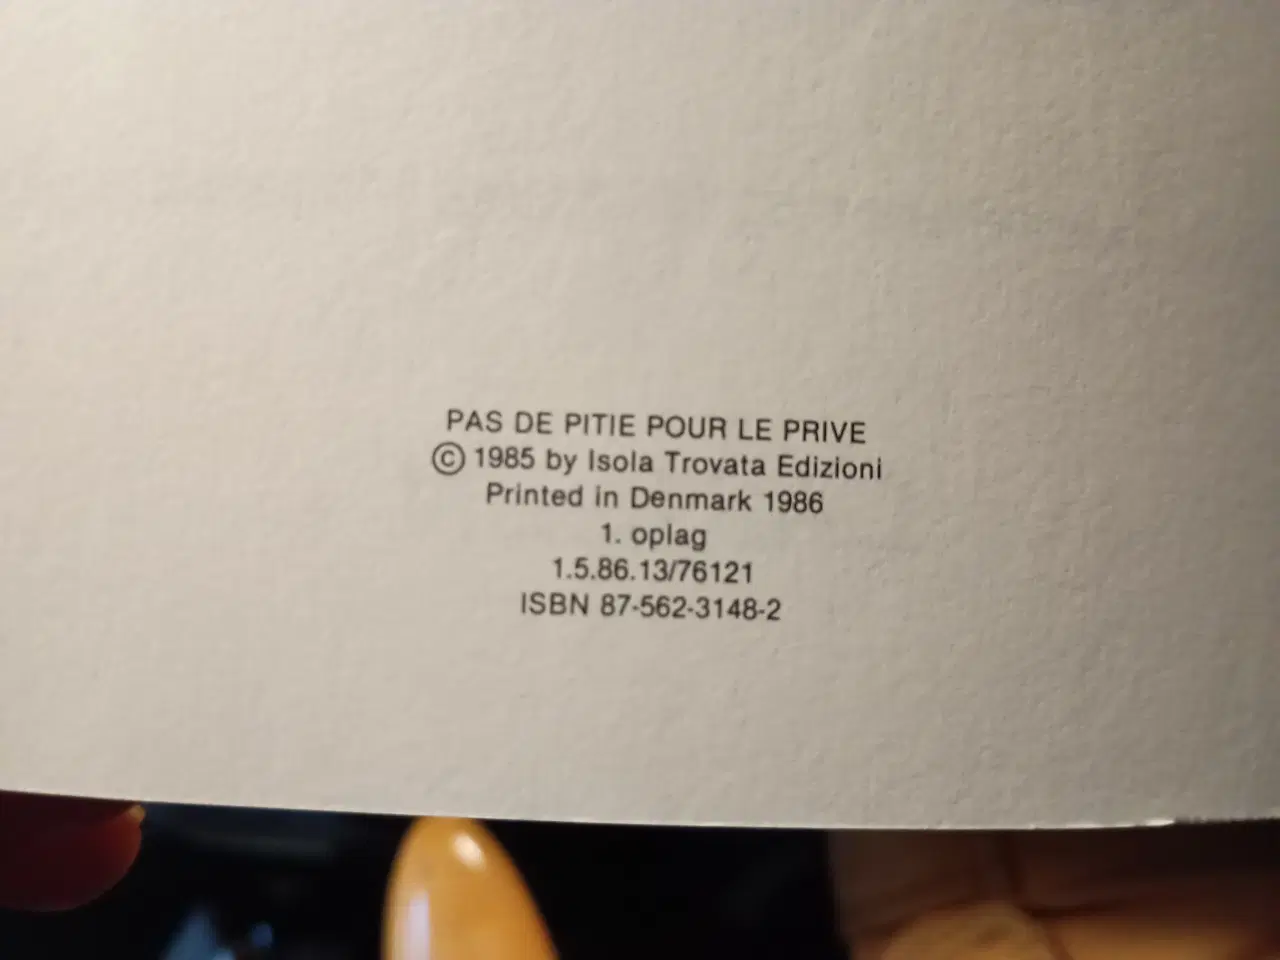 PAS DE PITIE POUR LE PRIVE
© 1985 by Isola Trovata Edizioni
Printed in Denmark 1986
1. oplag
1.5.86.13/76121
ISBN 87-562-3148-2